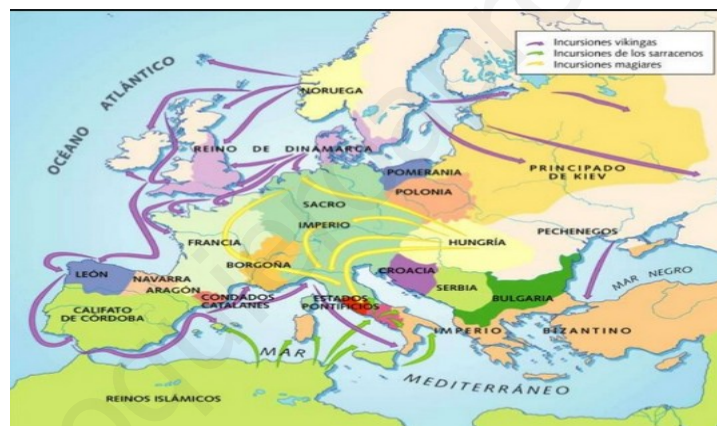 Incursiones vikingas
Incursiones de los sarracenos
Incursiones magiares
OCÉANO ATLÁNTICO
NORUEGA
REINO DE DINAMARCA
PRINCIPADO
DE KIEV
POMERANIA
POLONIA
SACRO
IMPERIO
FRANCIA
BORGOÑA
HUNGRÍA
PECHENEGOS
CROACIA
SERBIA
BULGARIA
MAR NEGRO
LEÓN
NAVARRA
ARAGÓN
CONDADOS
CATALANES
ESTADOS
PONTIFICIOS
CALIFATO
DE CÓRDOBA
IMPERIO BIZANTINO
MAR MEDITERRÁNEO
REINOS ISLÁMICOS